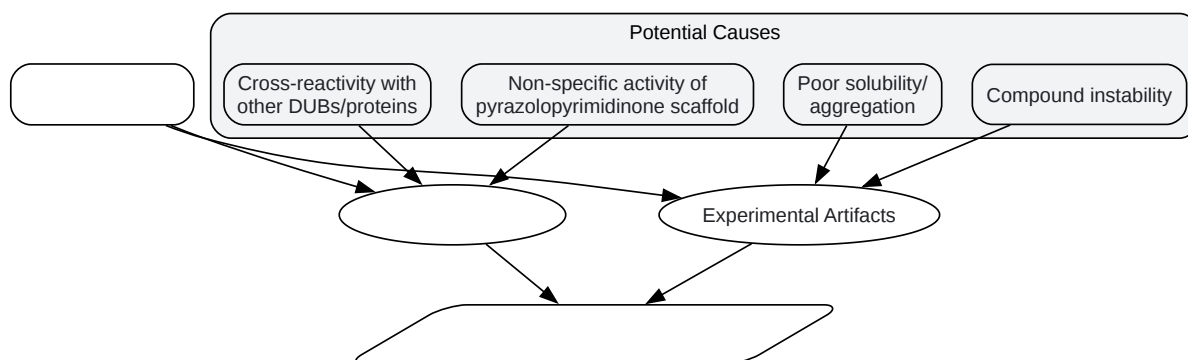 Potential Causes
Cross-reactivity with
other DUBs/proteins
Non-specific activity of
pyrazolopyrimidinone scaffold
Poor solubility/
aggregation
Compound instability
Experimental Artifacts